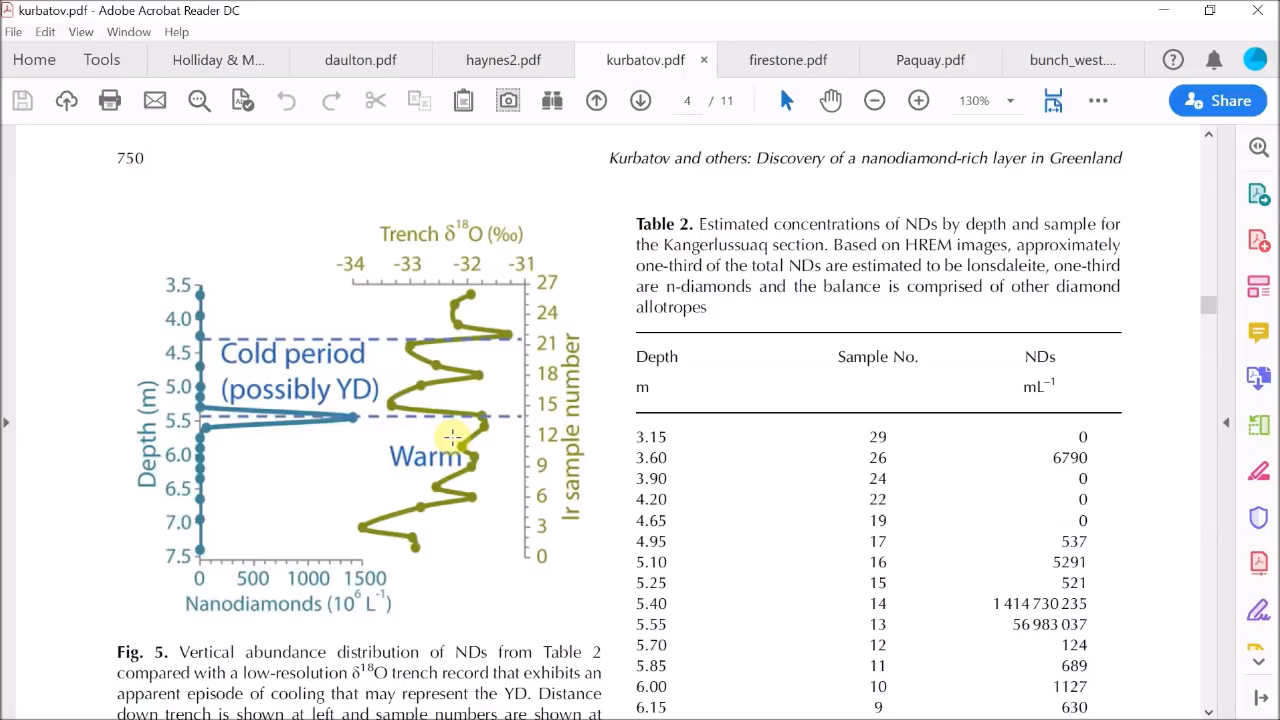 kurbatov.pdf - Adobe Acrobat Reader DC
File Edit View Window Help
Home Tools Holliday & M... daulton.pdf haynes2.pdf kurbatov.pdf × firestone.pdf Paquay.pdf bunch_west....
4 / 11 130% Share
750 Kurbatov and others: Discovery of a nanodiamond-rich layer in Greenland
Trench δ18O (‰)
-34 -33 -32 -31
3.5
4.0
4.5
5.0
5.5
6.0
6.5
7.0
7.5
Depth (m)
Cold period
(possibly YD)
Warm
27
24
21
18
15
12
9
6
3
0
Ir sample number
0 500 1000 1500
Nanodiamonds (10⁶ L⁻¹)
Fig. 5. Vertical abundance distribution of NDs from Table 2
compared with a low-resolution δ18O trench record that exhibits an
apparent episode of cooling that may represent the YD. Distance
down trench is shown at left and sample numbers are shown at
Table 2. Estimated concentrations of NDs by depth and sample for
the Kangerlussuaq section. Based on HREM images, approximately
one-third of the total NDs are estimated to be lonsdaleite, one-third
are n-diamonds and the balance is comprised of other diamond
allotropes
Depth Sample No. NDs
m mL⁻¹
3.15 29 0
3.60 26 6790
3.90 24 0
4.20 22 0
4.65 19 0
4.95 17 537
5.10 16 5291
5.25 15 521
5.40 14 1 414 730 235
5.55 13 56 983 037
5.70 12 124
5.85 11 689
6.00 10 1127
6.15 9 630